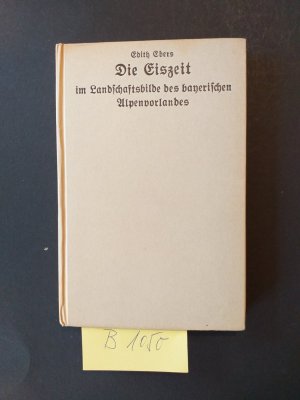 Edith Ebers
Die Eiszeit
im Landschaftsbilde des bayerischen
Alpenvorlandes
B 1050